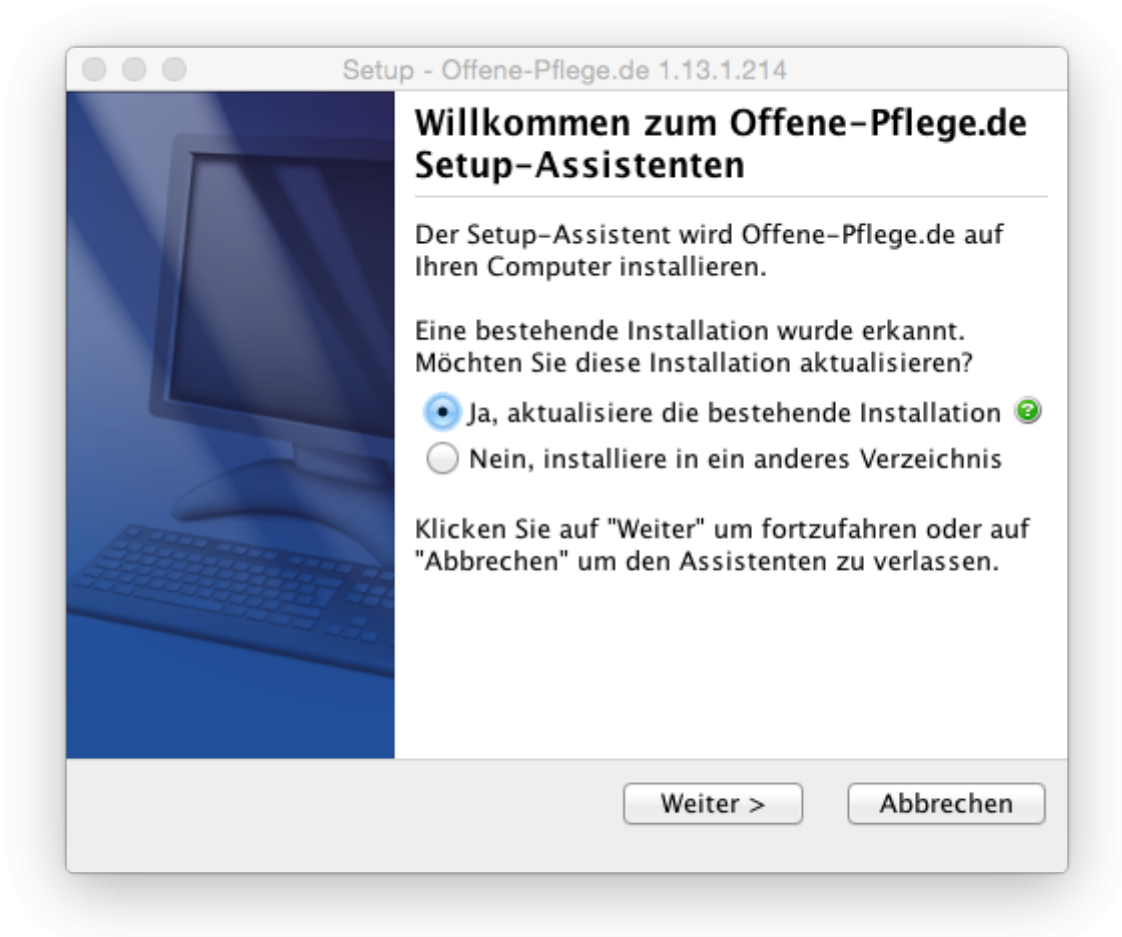 Setup - Offene-Pflege.de 1.13.1.214
Willkommen zum Offene-Pflege.de
Setup-Assistenten
Der Setup-Assistent wird Offene-Pflege.de auf
Ihren Computer installieren.
Eine bestehende Installation wurde erkannt.
Möchten Sie diese Installation aktualisieren?
Ja, aktualisiere die bestehende Installation ?
Nein, installiere in ein anderes Verzeichnis
Klicken Sie auf "Weiter" um fortzufahren oder auf
"Abbrechen" um den Assistenten zu verlassen.
Weiter > Abbrechen